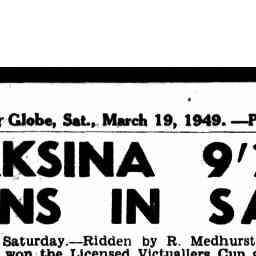 r Globe, Sat., March 19, 1949. —P
KSINA 9/
NS IN SA
Saturday.—Ridden by R. Medhurst
won the Licensed Victuallers Cup